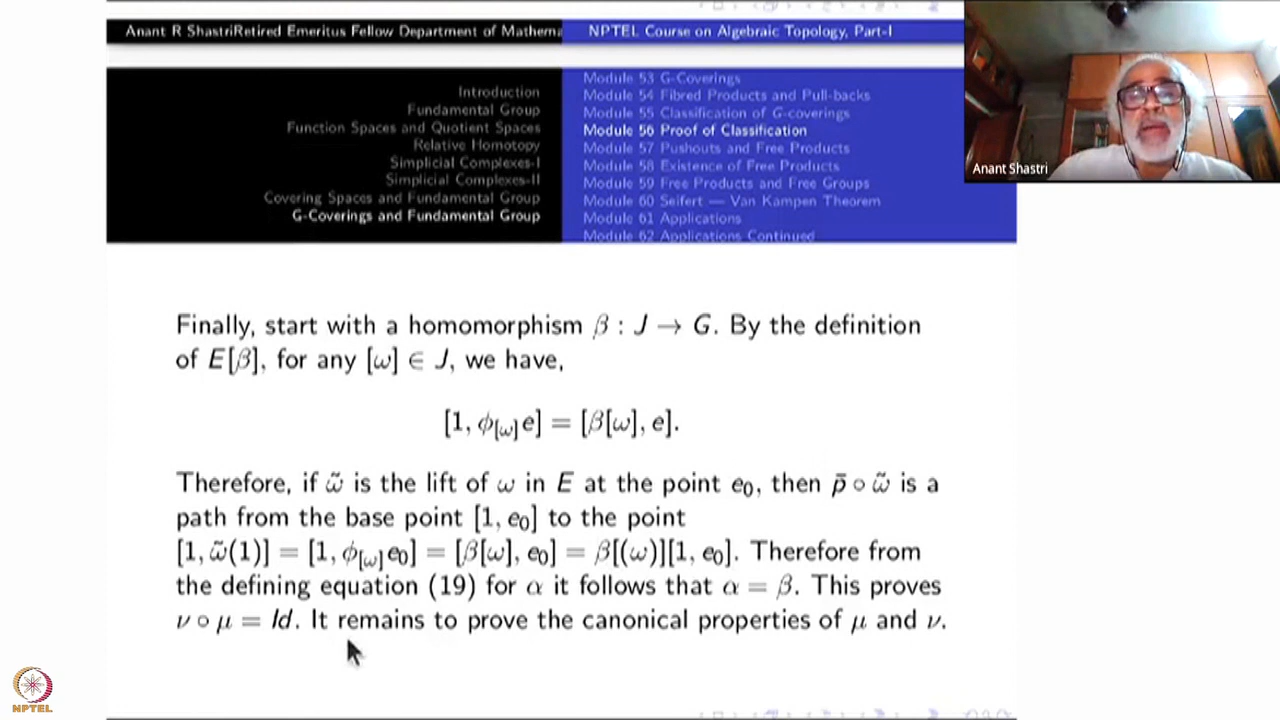 Anant R ShastriRetired Emeritus Fellow Department of Mathema
NPTEL Course on Algebraic Topology, Part-I
Introduction
Fundamental Group
Function Spaces and Quotient Spaces
Relative Homotopy
Simplicial Complexes-I
Simplicial Complexes-II
Covering Spaces and Fundamental Group
G-Coverings and Fundamental Group
Module 53 G-Coverings
Module 54 Fibred Products and Pull-backs
Module 55 Classification of G-coverings
Module 56 Proof of Classification
Module 57 Pushouts and Free Products
Module 58 Existence of Free Products
Module 59 Free Products and Free Groups
Module 60 Seifert — Van Kampen Theorem
Module 61 Applications
Module 62 Applications Continued
Anant Shastri
Finally, start with a homomorphism β : J → G. By the definition
of E[β], for any [ω] ∈ J, we have,
[1, ϕ[ω]e] = [β[ω], e].
Therefore, if ω̃ is the lift of ω in E at the point e₀, then p̄ ∘ ω̃ is a
path from the base point [1, e₀] to the point
[1, ω̃(1)] = [1, ϕ[ω]e₀] = [β[ω], e₀] = β[(ω)][1, e₀]. Therefore from
the defining equation (19) for α it follows that α = β. This proves
ν ∘ μ = Id. It remains to prove the canonical properties of μ and ν.
NPTEL